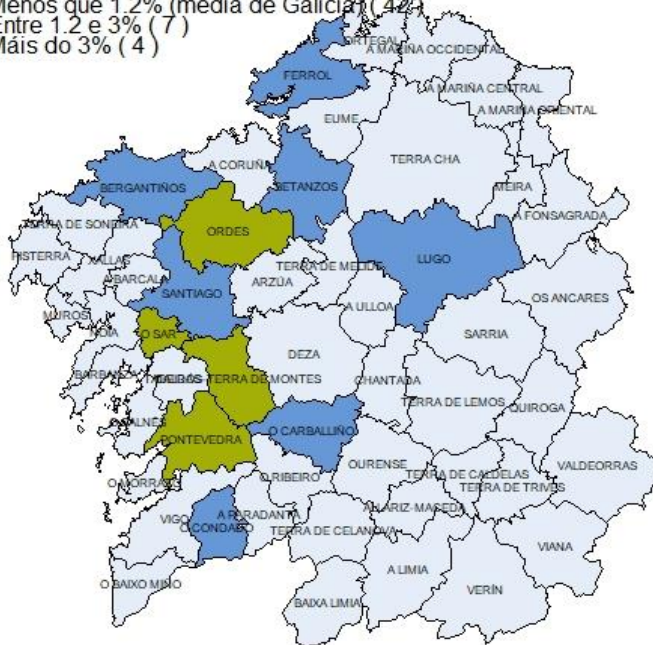 Menos que 1.2% (media de Galicia) ( 42 )
Entre 1.2 e 3% ( 7 )
Máis do 3% ( 4 )
ORTEGAL
A MARIÑA OCCIDENTAL
FERROL
A MARIÑA CENTRAL
A MARIÑA ORIENTAL
EUME
A CORUÑA
TERRA CHA
BERGANTIÑOS
BETANZOS
MEIRA
A FONSAGRADA
TERRA DE SONEIRA
ORDES
FISTERRA
XALLAS
TERRA DE MELIDE
LUGO
A BARCALA
ARZÚA
SANTIAGO
OS ANCARES
A ULLOA
MUROS
NOIA
O SAR
SARRIA
DEZA
BARBANZA
TERRA DE MONTES
CHANTADA
TERRA DE LEMOS
QUIROGA
O SALNÉS
PONTEVEDRA
O CARBALLIÑO
OURENSE
VALDEORRAS
O MORRAZO
O RIBEIRO
TERRA DE CALDELAS
TERRA DE TRIVES
VIGO
A PARADANTA
O CONDADO
ALLARIZ-MACEDA
TERRA DE CELANOVA
VIANA
O BAIXO MIÑO
A LIMIA
VERÍN
BAIXA LIMIA